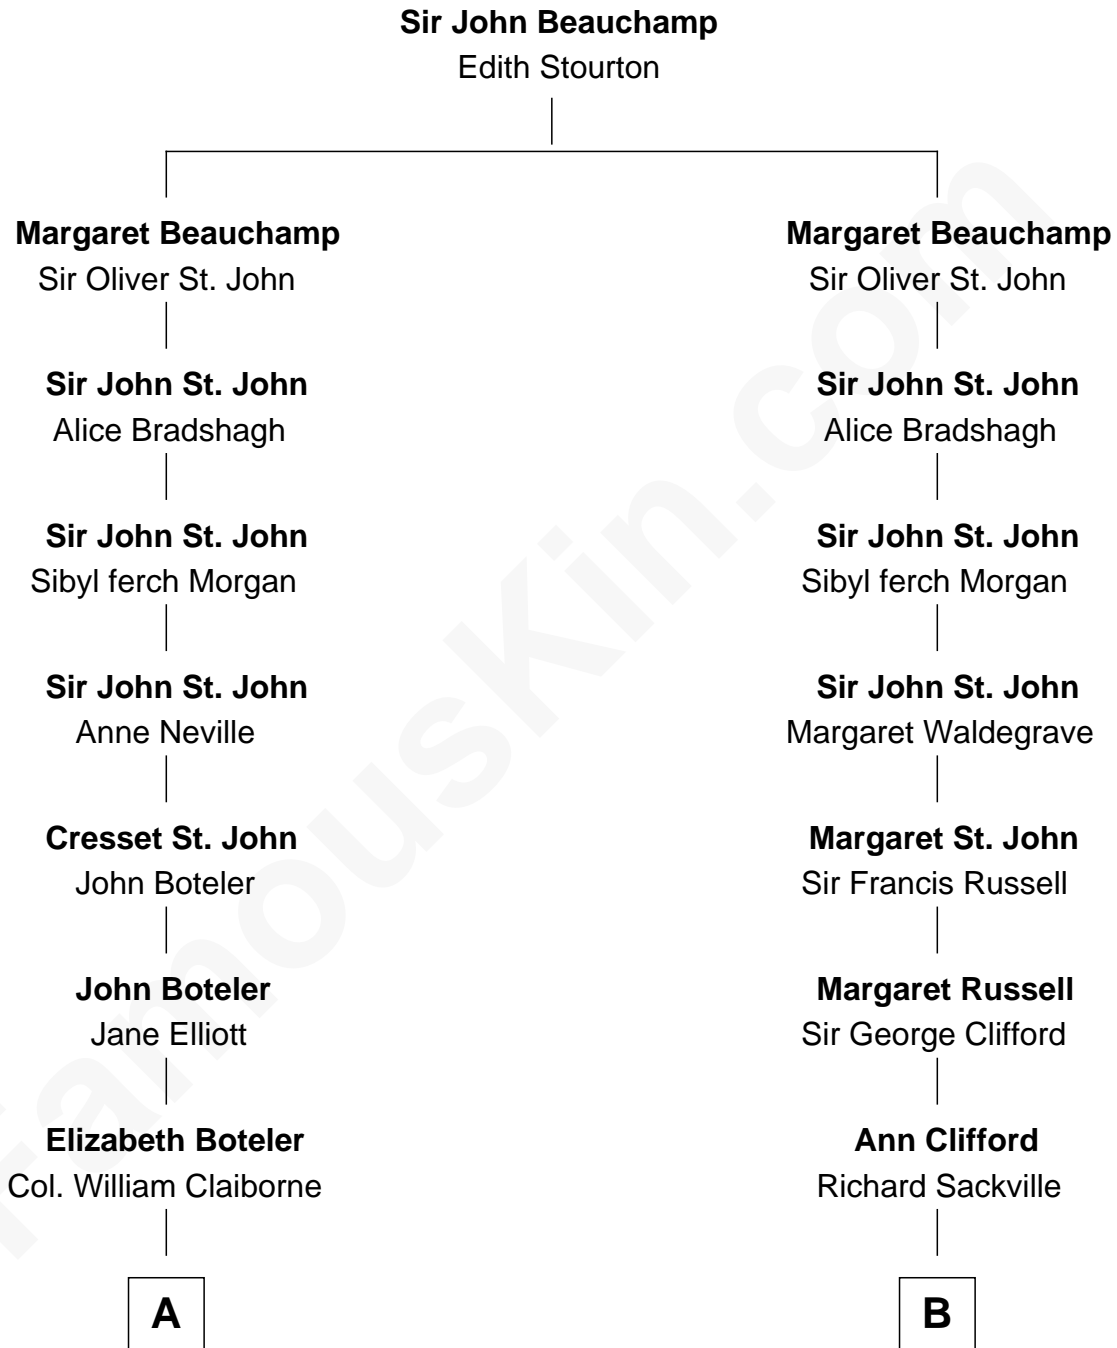 Sir John Beauchamp
Edith Stourton
Margaret Beauchamp
Sir Oliver St. John
Sir John St. John
Alice Bradshagh
Sir John St. John
Sibyl ferch Morgan
Sir John St. John
Anne Neville
Cresset St. John
John Boteler
John Boteler
Jane Elliott
Elizabeth Boteler
Col. William Claiborne
A
Margaret Beauchamp
Sir Oliver St. John
Sir John St. John
Alice Bradshagh
Sir John St. John
Sibyl ferch Morgan
Sir John St. John
Margaret Waldegrave
Margaret St. John
Sir Francis Russell
Margaret Russell
Sir George Clifford
Ann Clifford
Richard Sackville
B
FamousKin.com